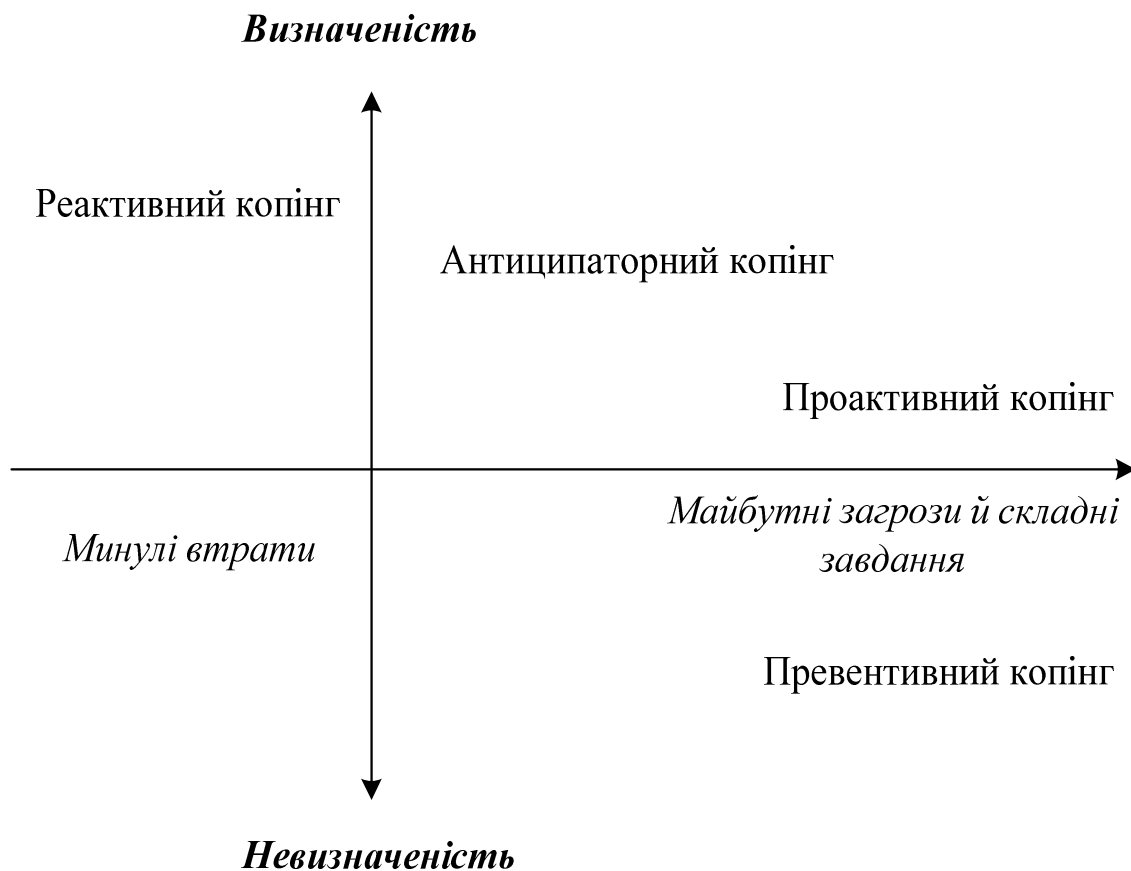 Визначеність
Реактивний копінг
Антиципаторний копінг
Проактивний копінг
Майбутні загрози й складні
завдання
Минулі втрати
Превентивний копінг
Невизначеність